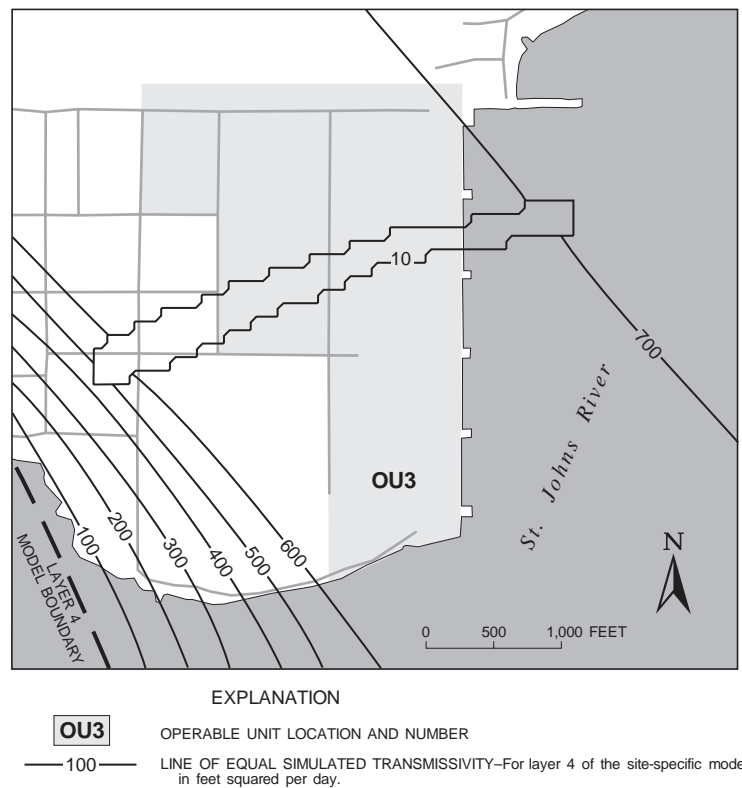 10
700
St. Johns River
OU3
N
100
200
300
400
500
600
LAYER 4
MODEL BOUNDARY
0 500 1,000 FEET
EXPLANATION
OU3 OPERABLE UNIT LOCATION AND NUMBER
100 LINE OF EQUAL SIMULATED TRANSMISSIVITY–For layer 4 of the site-specific mode
in feet squared per day.